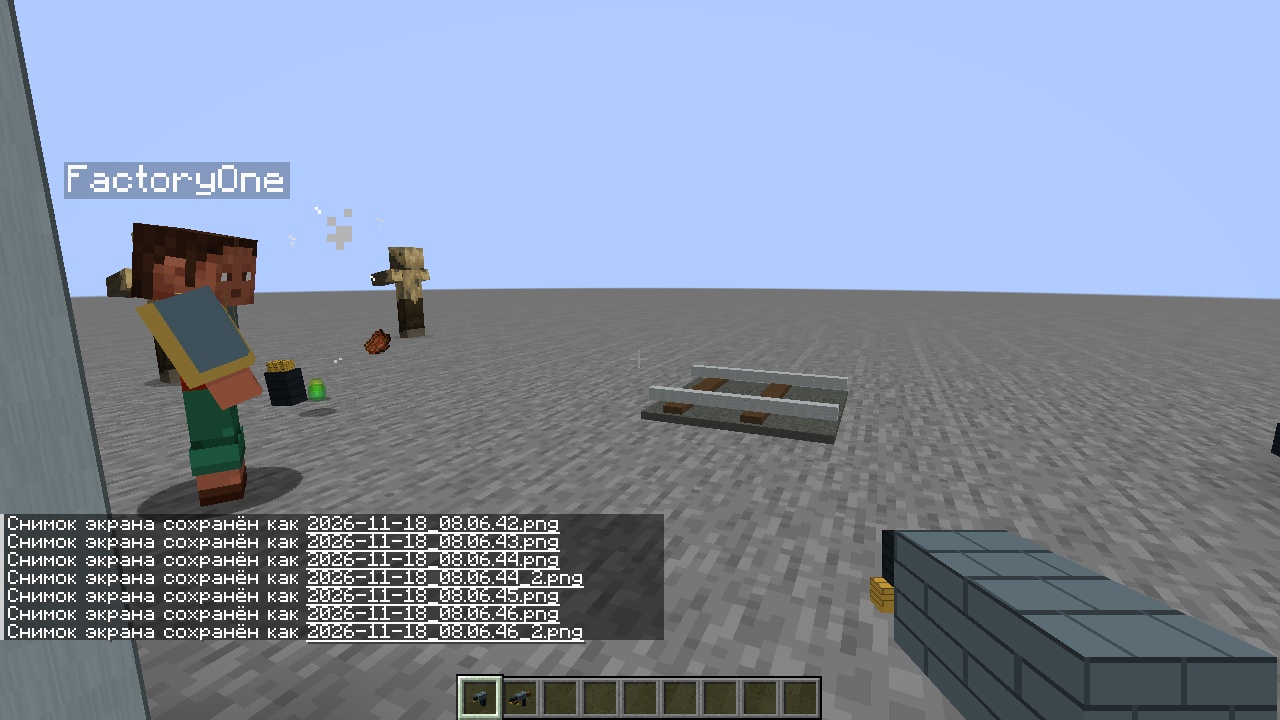 FactoryOne
Снимок экрана сохранён как 2026-11-18_08.06.42.png
Снимок экрана сохранён как 2026-11-18_08.06.43.png
Снимок экрана сохранён как 2026-11-18_08.06.44.png
Снимок экрана сохранён как 2026-11-18_08.06.44_2.png
Снимок экрана сохранён как 2026-11-18_08.06.45.png
Снимок экрана сохранён как 2026-11-18_08.06.46.png
Снимок экрана сохранён как 2026-11-18_08.06.46_2.png